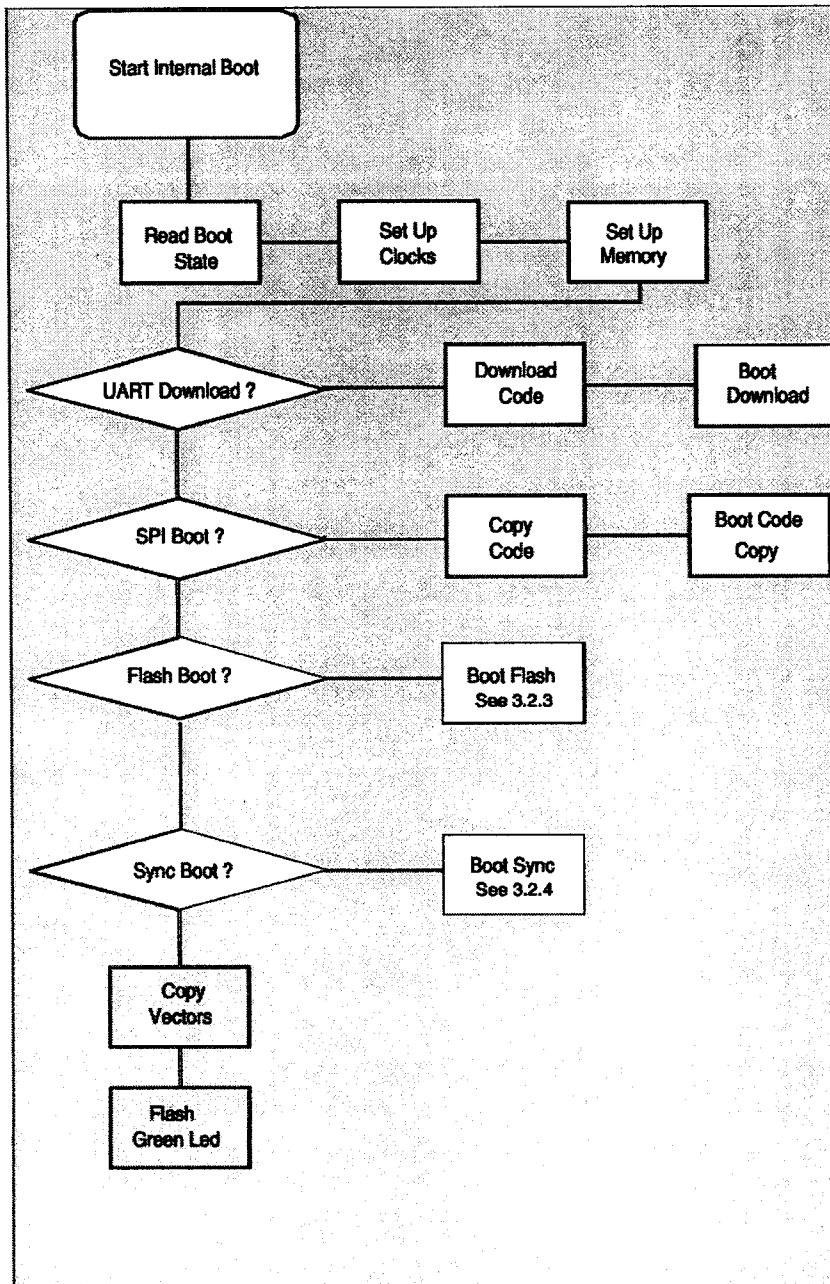 Start Internal Boot
Read Boot
State
Set Up
Clocks
Set Up
Memory
UART Download ?
Download
Code
Boot
Download
SPI Boot ?
Copy
Code
Boot Code
Copy
Flash Boot ?
Boot Flash
See 3.2.3
Sync Boot ?
Boot Sync
See 3.2.4
Copy
Vectors
Flash
Green Led